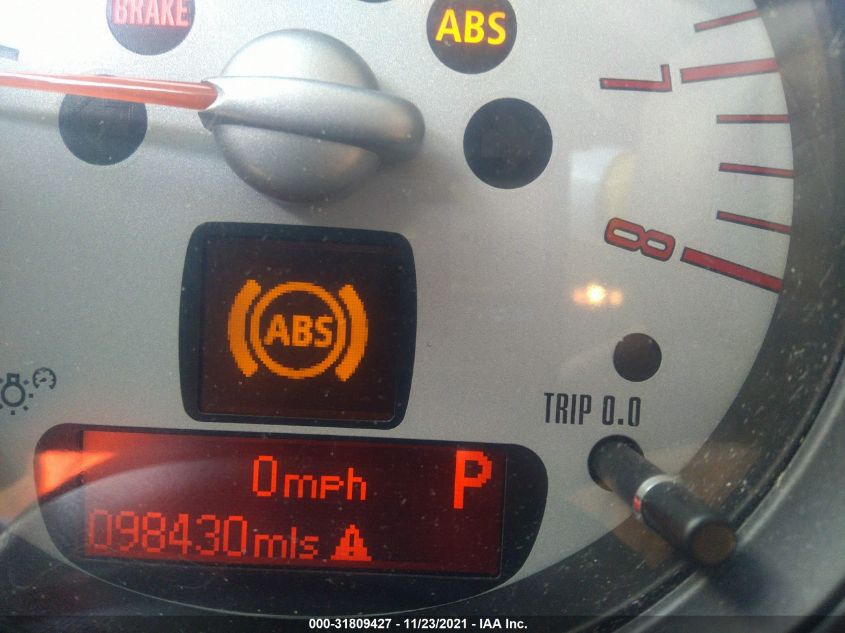 BRAKE
ABS
7
8
ABS
TRIP 0.0
0mph P
098430mls
000-31809427 - 11/23/2021 - IAA Inc.